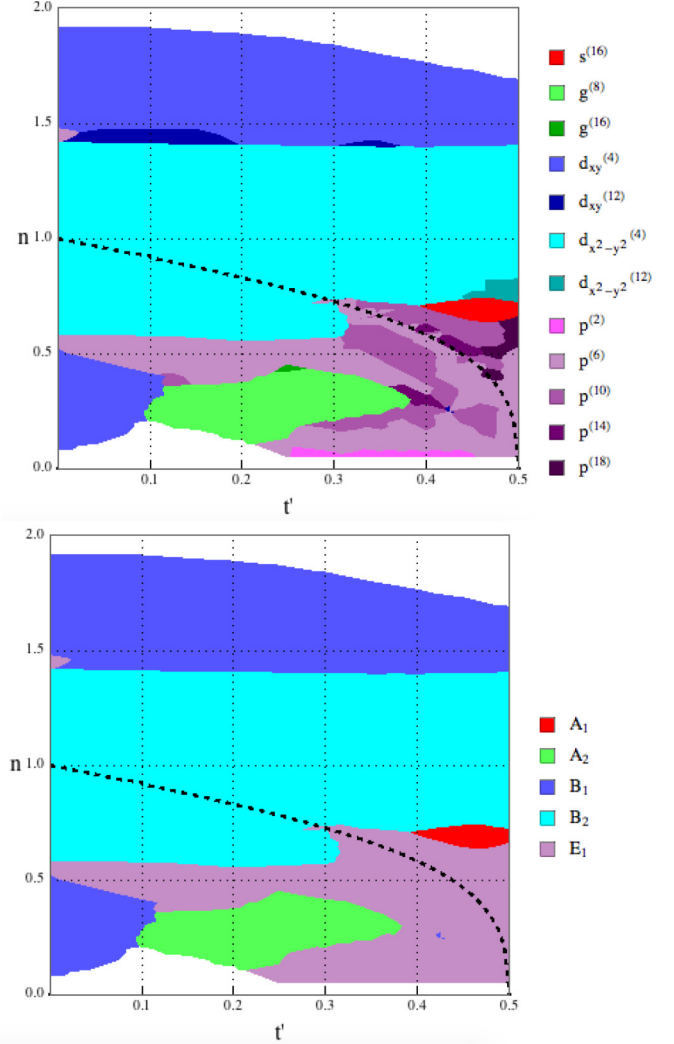 2.0
1.5
n 1.0
0.5
0.0
0.1 0.2 0.3 0.4 0.5
t'
s(16)
g(8)
g(16)
dxy(4)
dxy(12)
dx²−y²(4)
dx²−y²(12)
p(2)
p(6)
p(10)
p(14)
p(18)
2.0
1.5
n 1.0
0.5
0.0
0.1 0.2 0.3 0.4 0.5
t'
A1
A2
B1
B2
E1